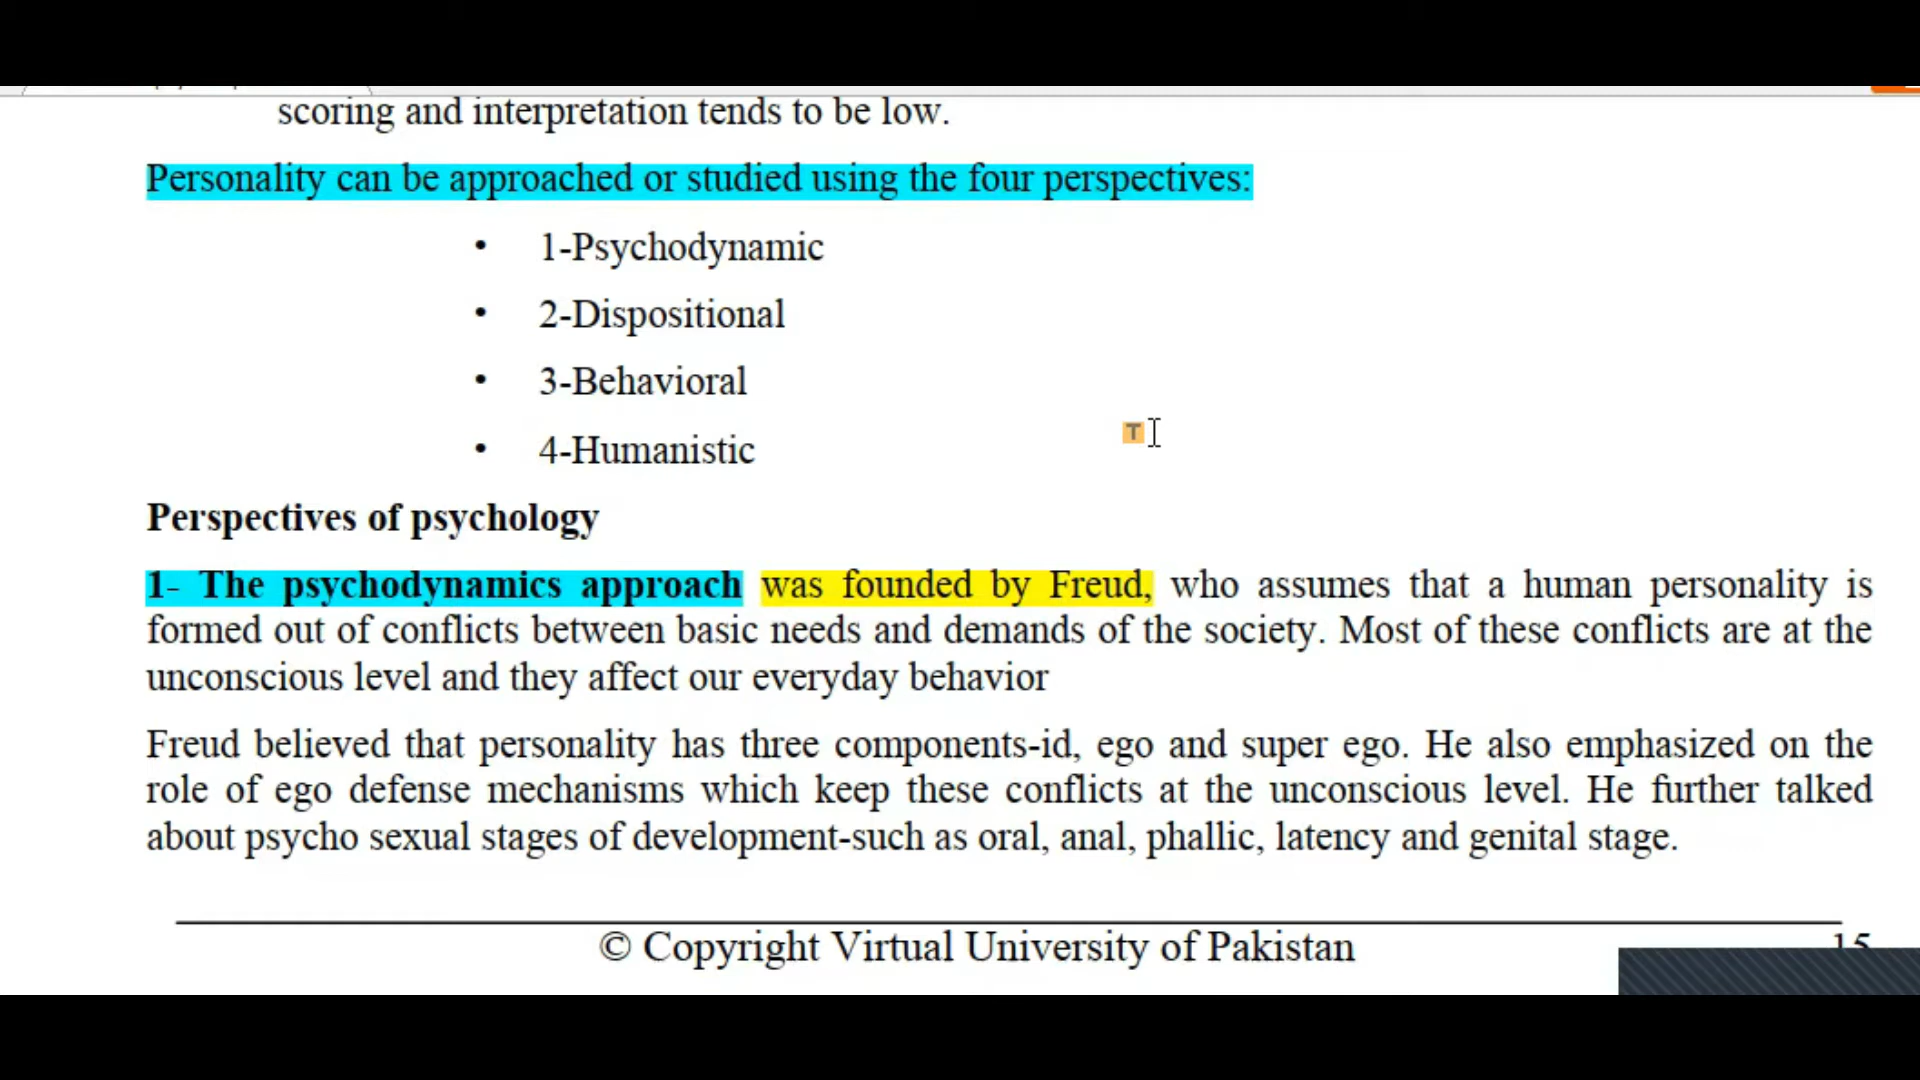 scoring and interpretation tends to be low.
Personality can be approached or studied using the four perspectives:
• 1-Psychodynamic
• 2-Dispositional
• 3-Behavioral
• 4-Humanistic
T
Perspectives of psychology
1- The psychodynamics approach was founded by Freud, who assumes that a human personality is
formed out of conflicts between basic needs and demands of the society. Most of these conflicts are at the
unconscious level and they affect our everyday behavior
Freud believed that personality has three components-id, ego and super ego. He also emphasized on the
role of ego defense mechanisms which keep these conflicts at the unconscious level. He further talked
about psycho sexual stages of development-such as oral, anal, phallic, latency and genital stage.
© Copyright Virtual University of Pakistan
15